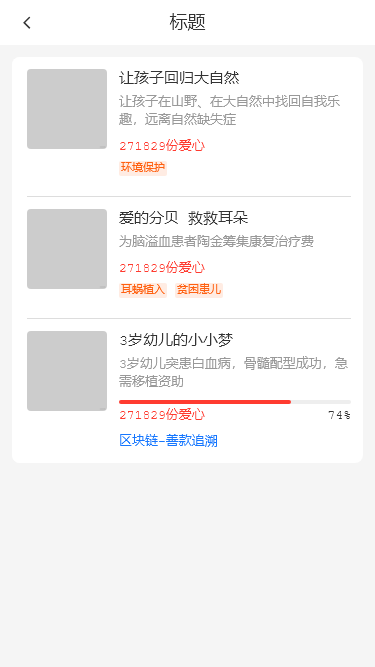 标题
让孩子回归大自然
让孩子在山野、在大自然中找回自我乐
趣，远离自然缺失症
271829份爱心
环境保护
爱的分贝 救救耳朵
为脑溢血患者陶金筹集康复治疗费
271829份爱心
耳蜗植入 贫困患儿
3岁幼儿的小小梦
3岁幼儿突患白血病，骨髓配型成功，急
需移植资助
271829份爱心 74%
区块链-善款追溯